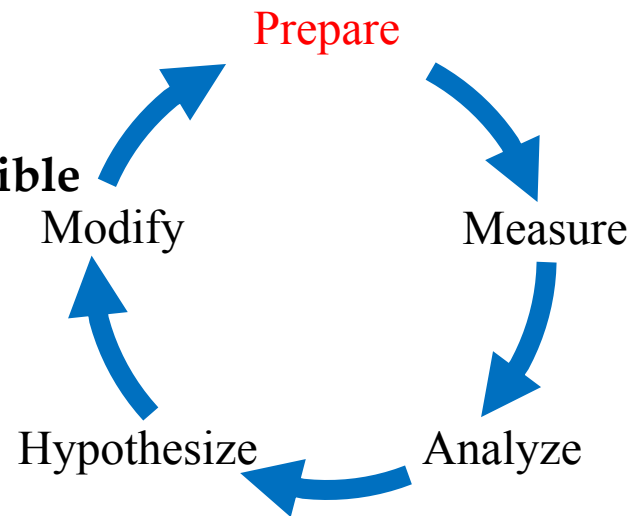 Prepare
ible
Modify
Measure
Hypothesize
Analyze